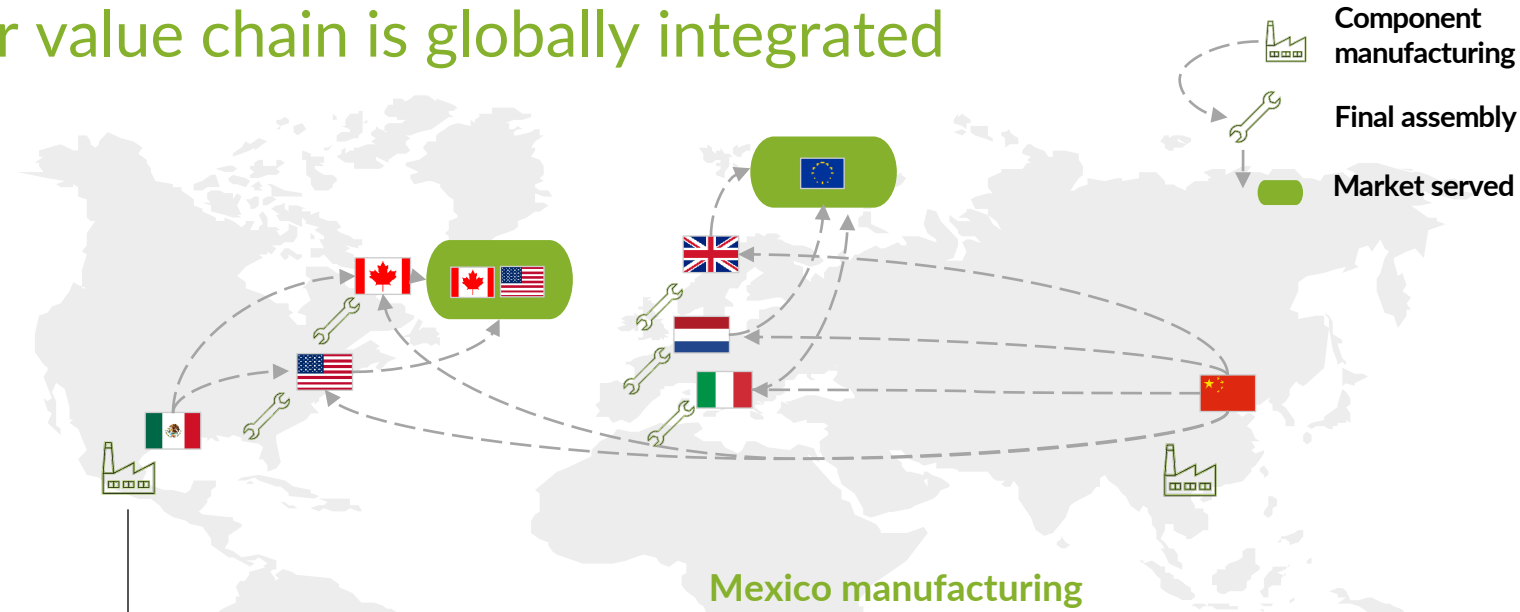 r value chain is globally integrated
Component
manufacturing
Final assembly
Market served
Mexico manufacturing